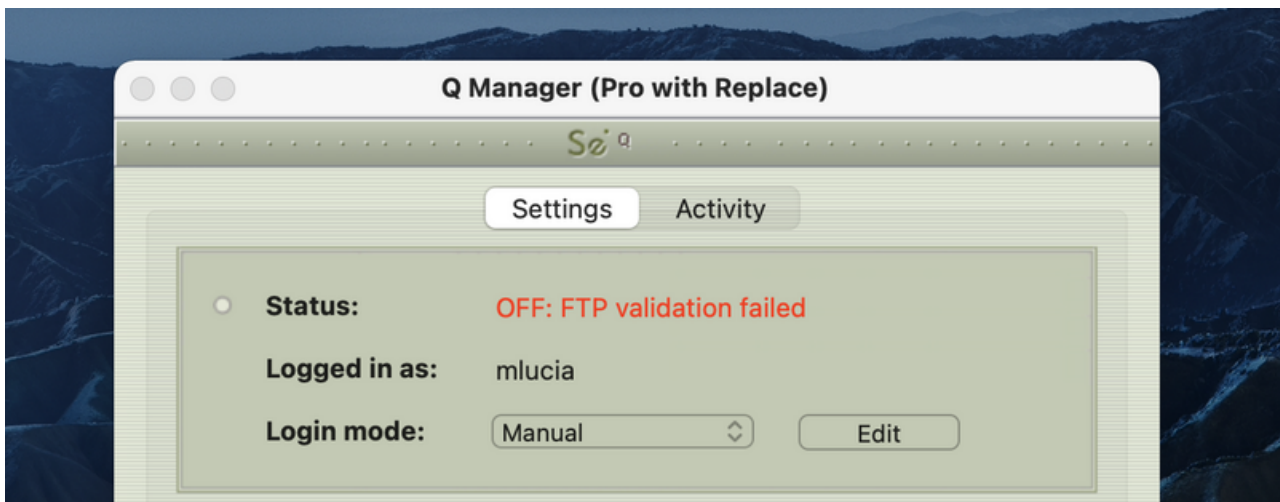 Q Manager (Pro with Replace)
Sei Q
Settings Activity
Status: OFF: FTP validation failed
Logged in as: mlucia
Login mode: Manual Edit